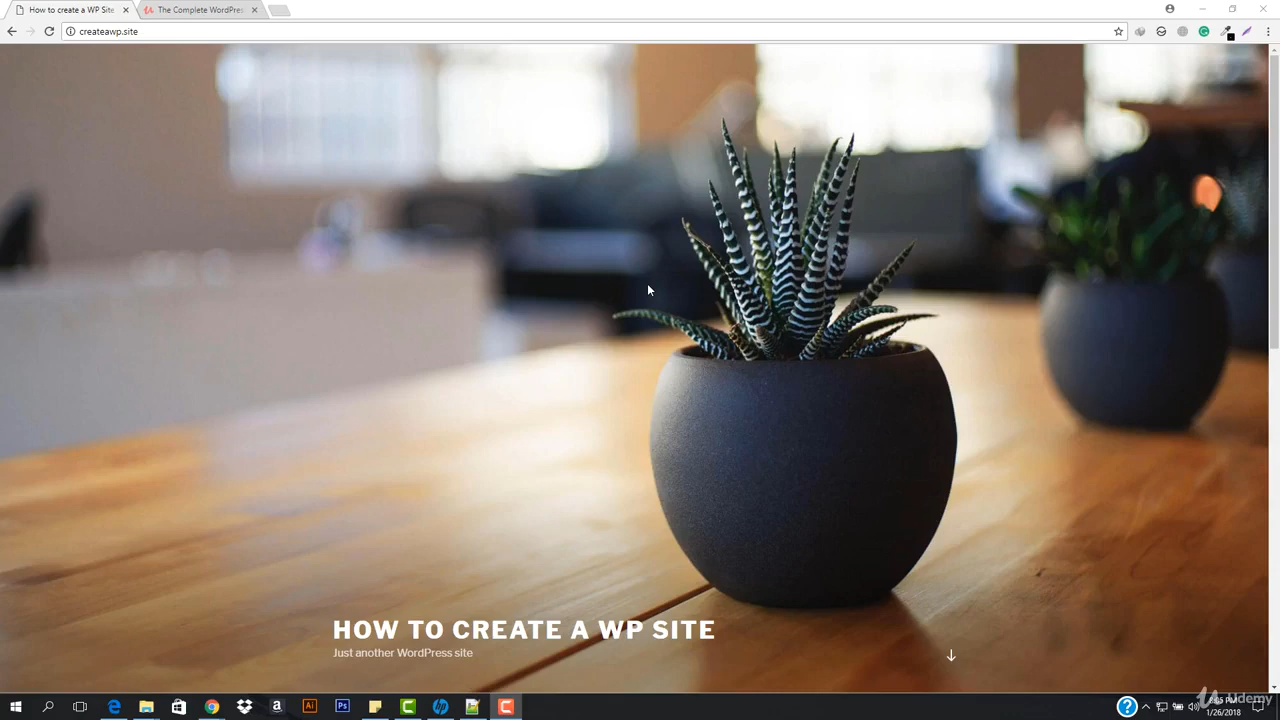 How to create a WP Site
The Complete WordPres
createawp.site
HOW TO CREATE A WP SITE
Just another WordPress site
Udemy
1/26/2018